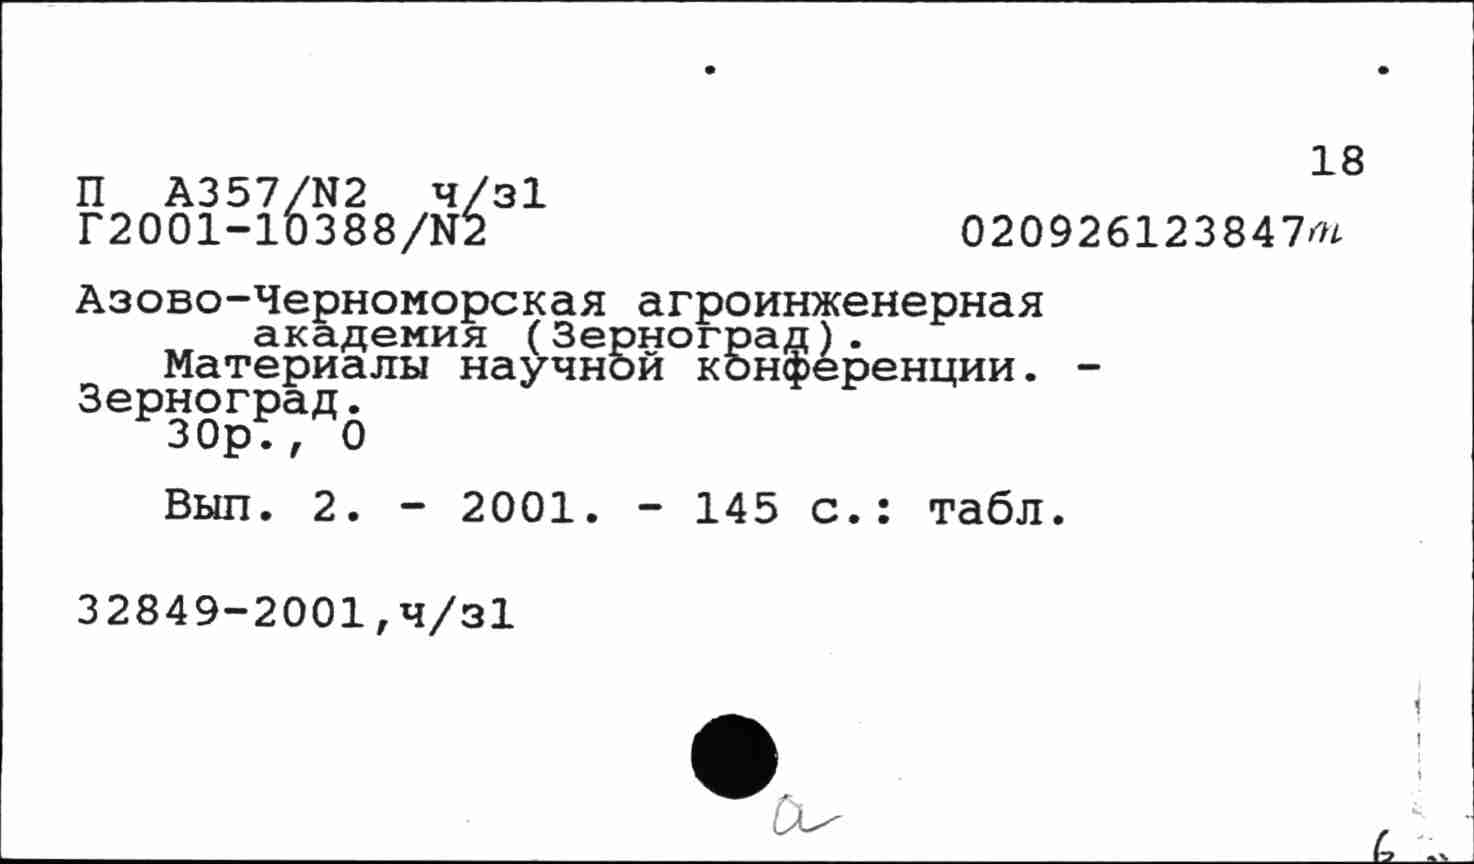 18
П А357/N2 ч/з1
Г2001-10388/N2 020926123847m
Азово-Черноморская агроинженерная
академия (Зерноград).
Материалы научной конференции. -
Зерноград.
30р., 0
Вып. 2. - 2001. - 145 с.: табл.
32849-2001,ч/з1
a